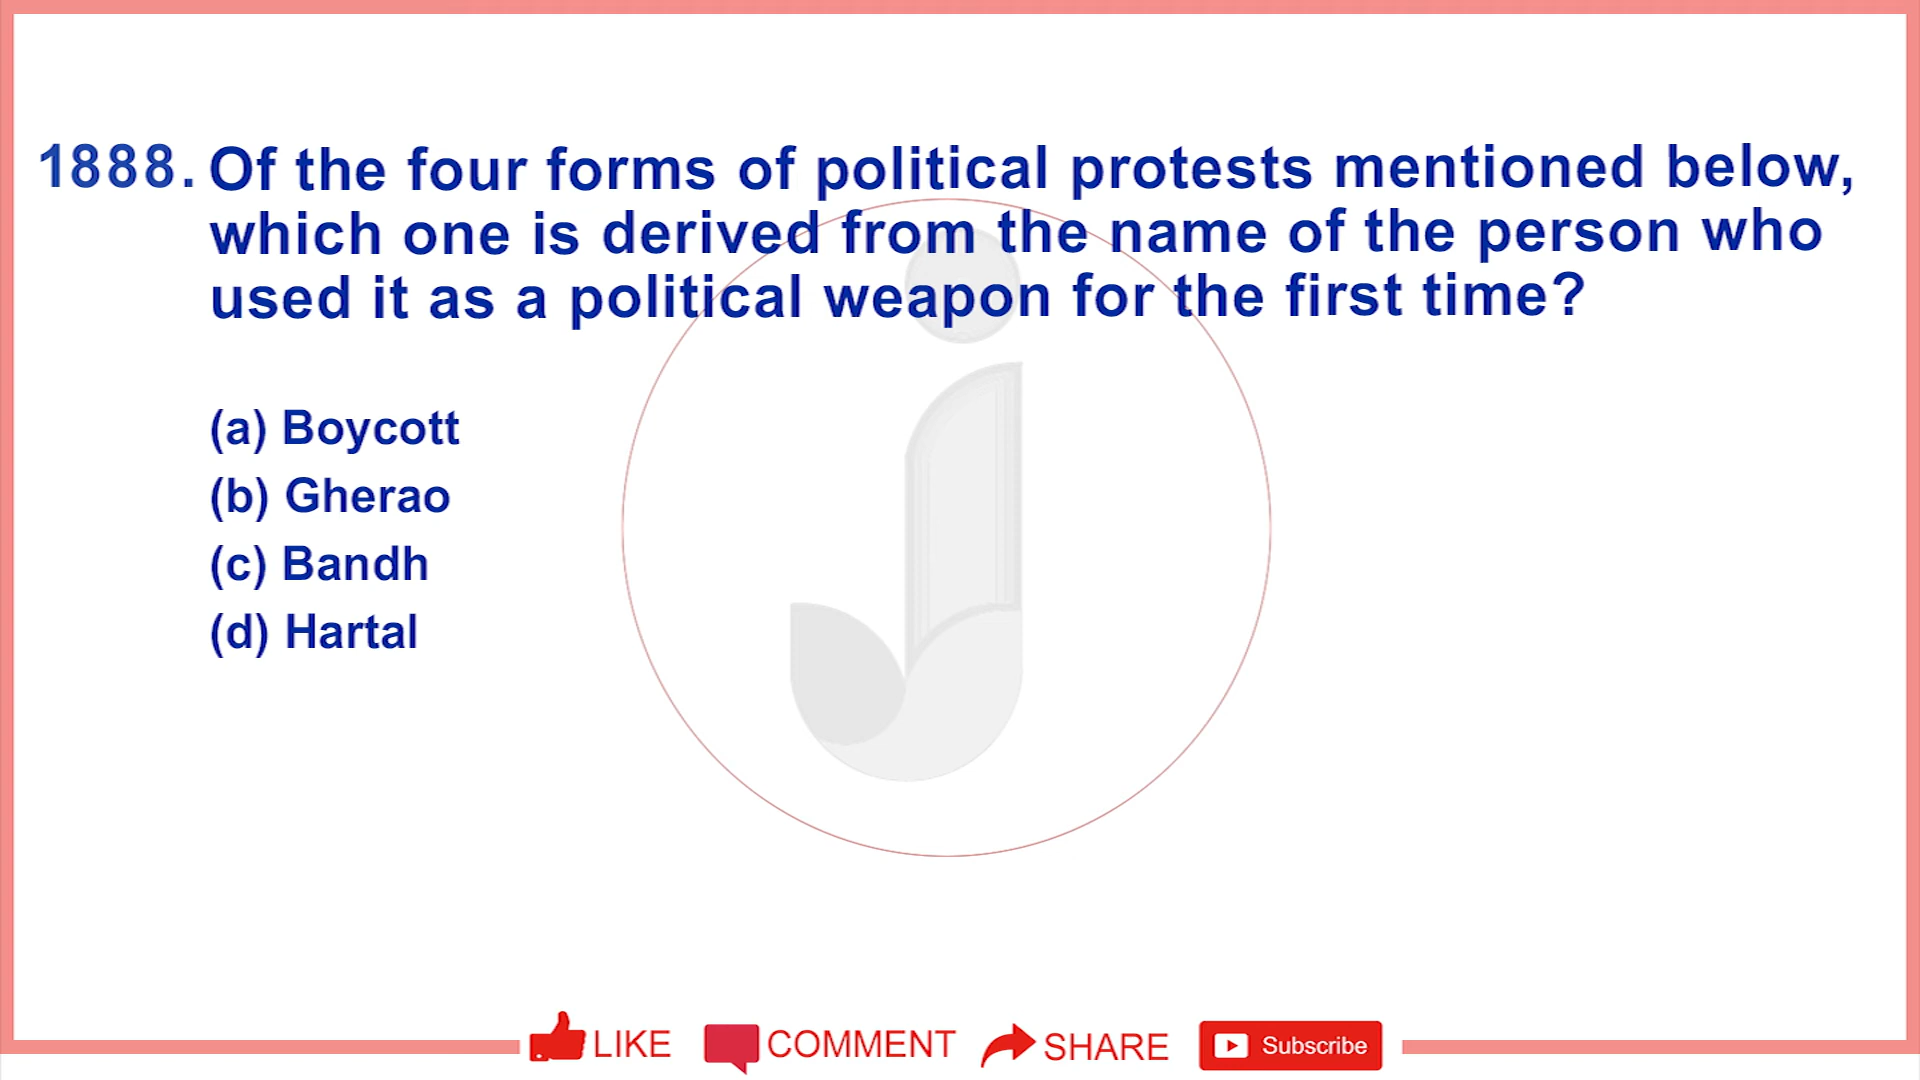 1888. Of the four forms of political protests mentioned below,
which one is derived from the name of the person who
used it as a political weapon for the first time?
(a) Boycott
(b) Gherao
(c) Bandh
(d) Hartal
LIKE COMMENT SHARE Subscribe